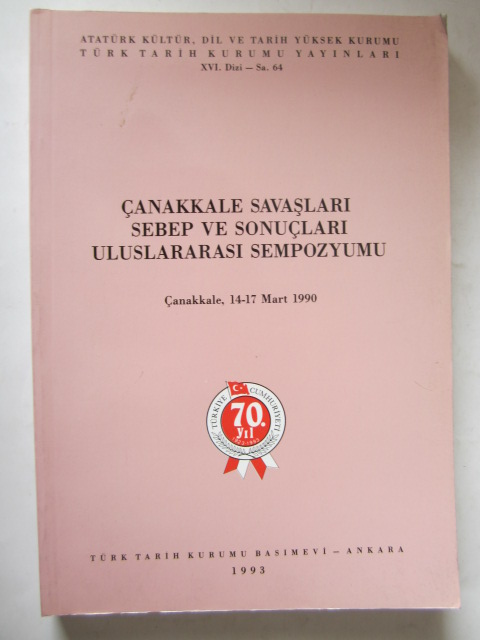 ATATÜRK KÜLTÜR, DİL VE TARİH YÜKSEK KURUMU
TÜRK TARİH KURUMU YAYINLARI
XVI. Dizi — Sa. 64
ÇANAKKALE SAVAŞLARI
SEBEP VE SONUÇLARI
ULUSLARARASI SEMPOZYUMU
Çanakkale, 14-17 Mart 1990
TÜRKİYE CUMHURİYETİ
70.
yıl
1923-1993
TÜRK TARİH KURUMU BASIMEVİ — ANKARA
1993